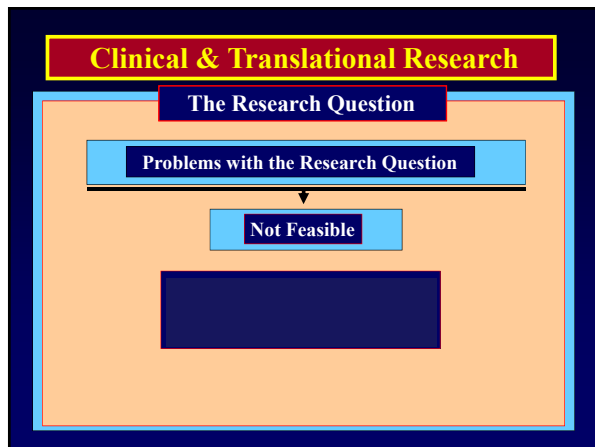 Clinical & Translational Research
The Research Question
Problems with the Research Question
Not Feasible